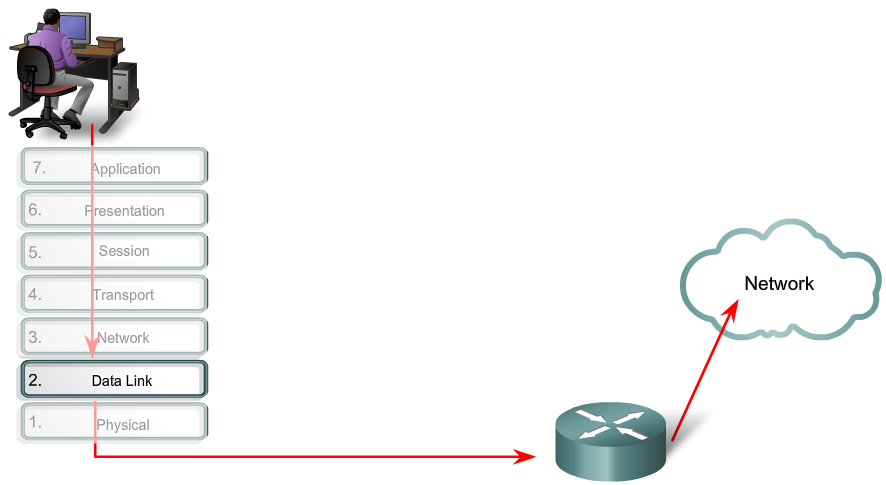 7. Application
6. Presentation
5. Session
4. Transport
3. Network
2. Data Link
1. Physical
Network